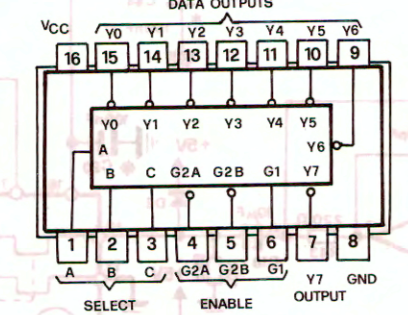 DATA OUTPUTS
VCC Y0 Y1 Y2 Y3 Y4 Y5 Y6
16 15 14 13 12 11 10 9
Y0 Y1 Y2 Y3 Y4 Y5
A Y6
B C G2A G2B G1 Y7
1 2 3 4 5 6 7 8
A B C G2A G2B G1 Y7 GND
SELECT ENABLE OUTPUT